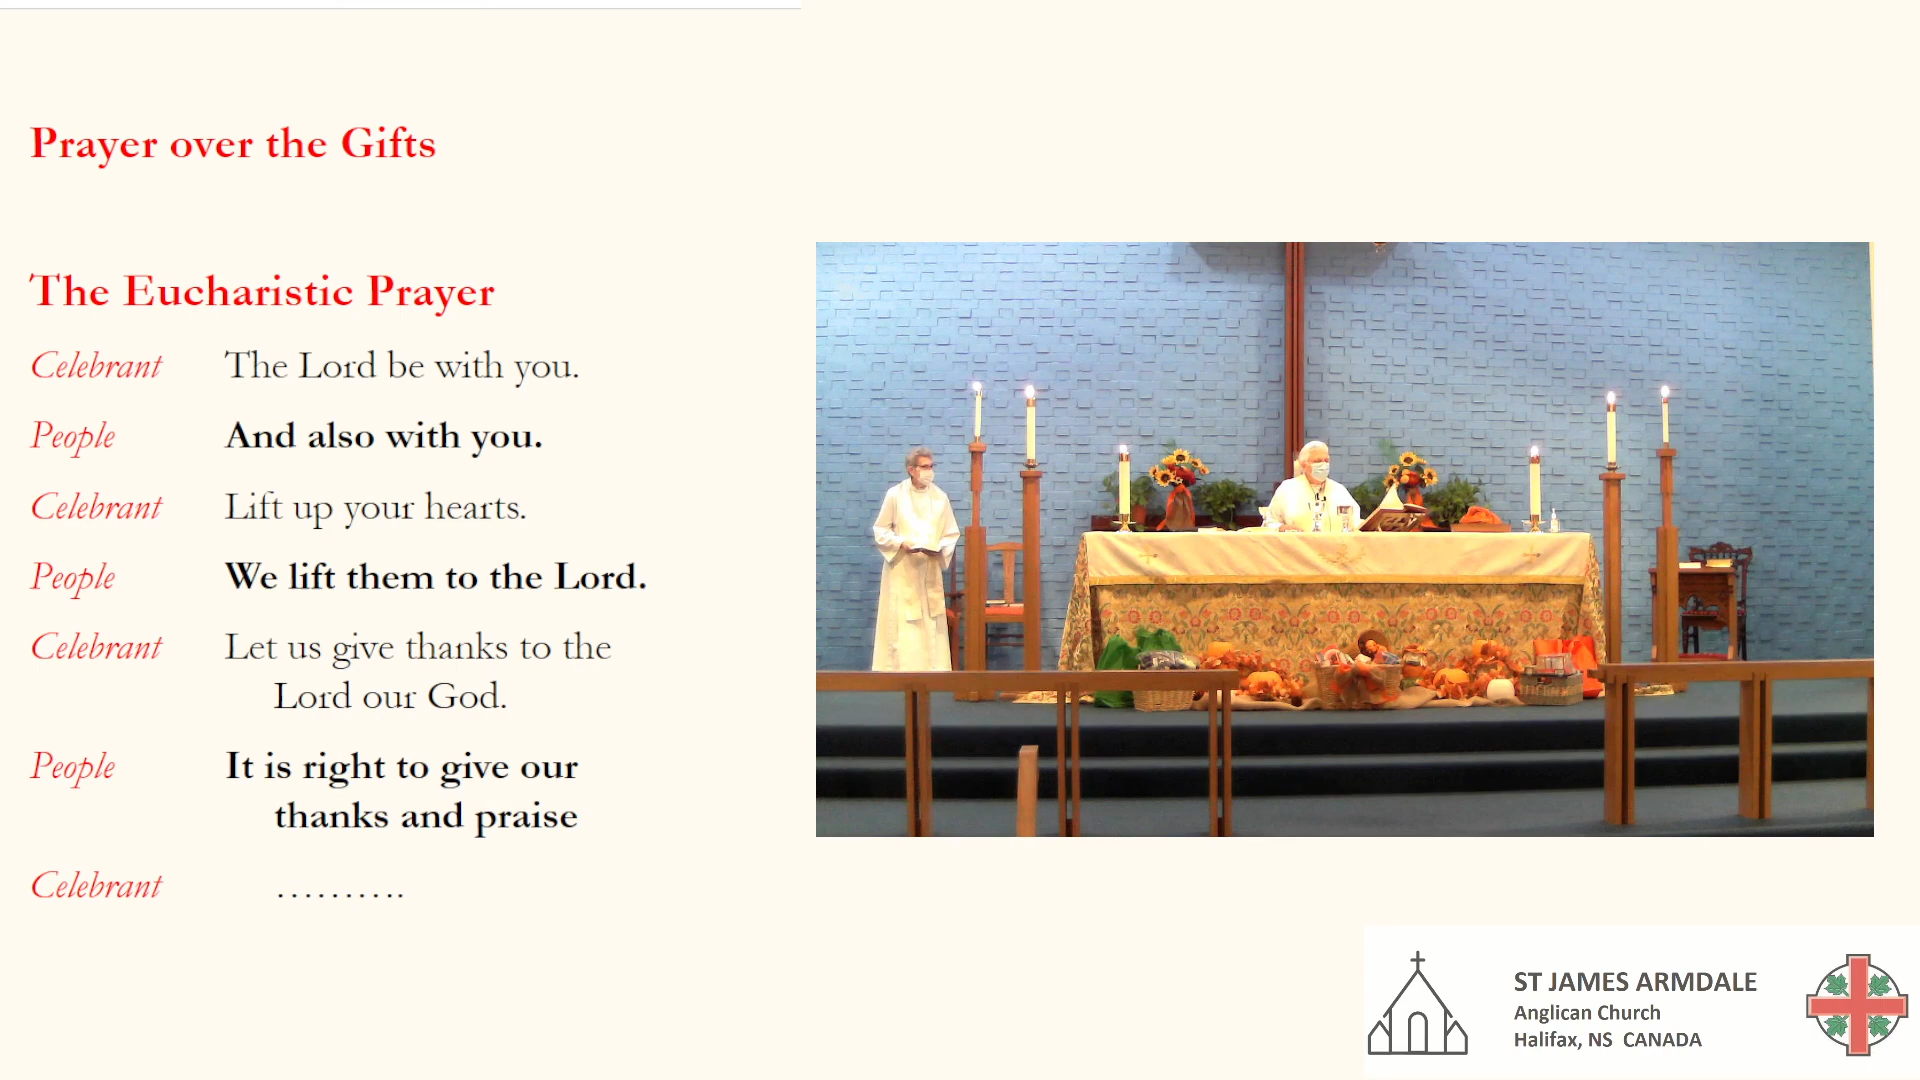 Prayer over the Gifts
The Eucharistic Prayer
Celebrant The Lord be with you.
People And also with you.
Celebrant Lift up your hearts.
People We lift them to the Lord.
Celebrant Let us give thanks to the
Lord our God.
People It is right to give our
thanks and praise
Celebrant ..........
ST JAMES ARMDALE
Anglican Church
Halifax, NS CANADA